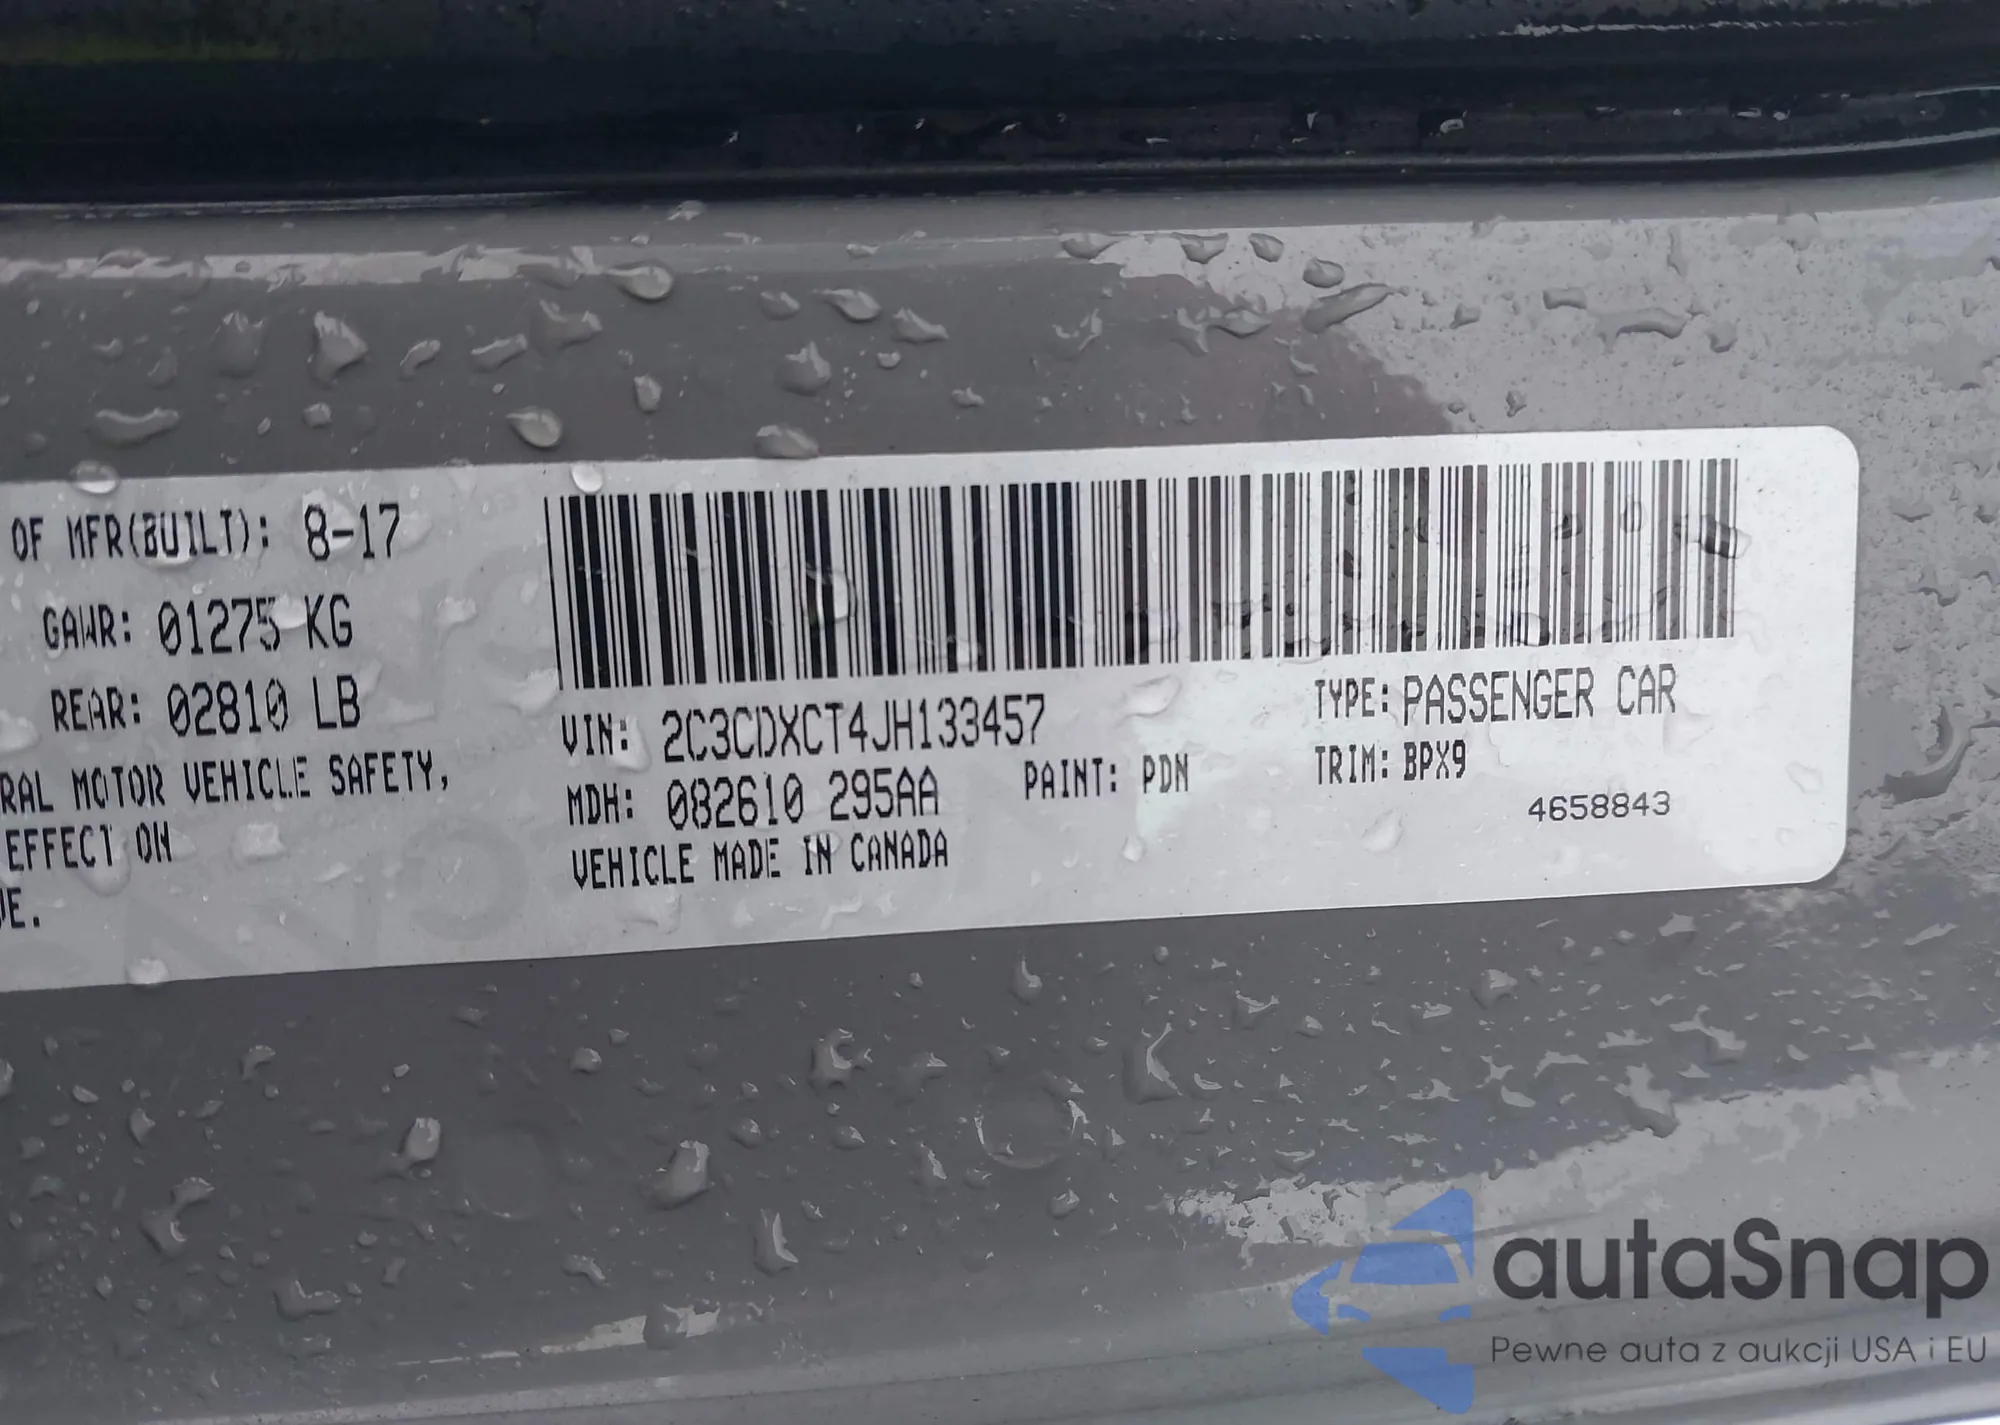 OF MFR(BUILT): 8-17
GAWR: 01275 KG
REAR: 02810 LB
RAL MOTOR VEHICLE SAFETY,
EFFECT ON
UE.
VIN: 2C3CDXCT4JH133457
TYPE: PASSENGER CAR
MDH: 082610 295AA
PAINT: PDN
TRIM: BPX9
VEHICLE MADE IN CANADA
4658843
autaSnap
Pewne auta z aukcji USA i EU